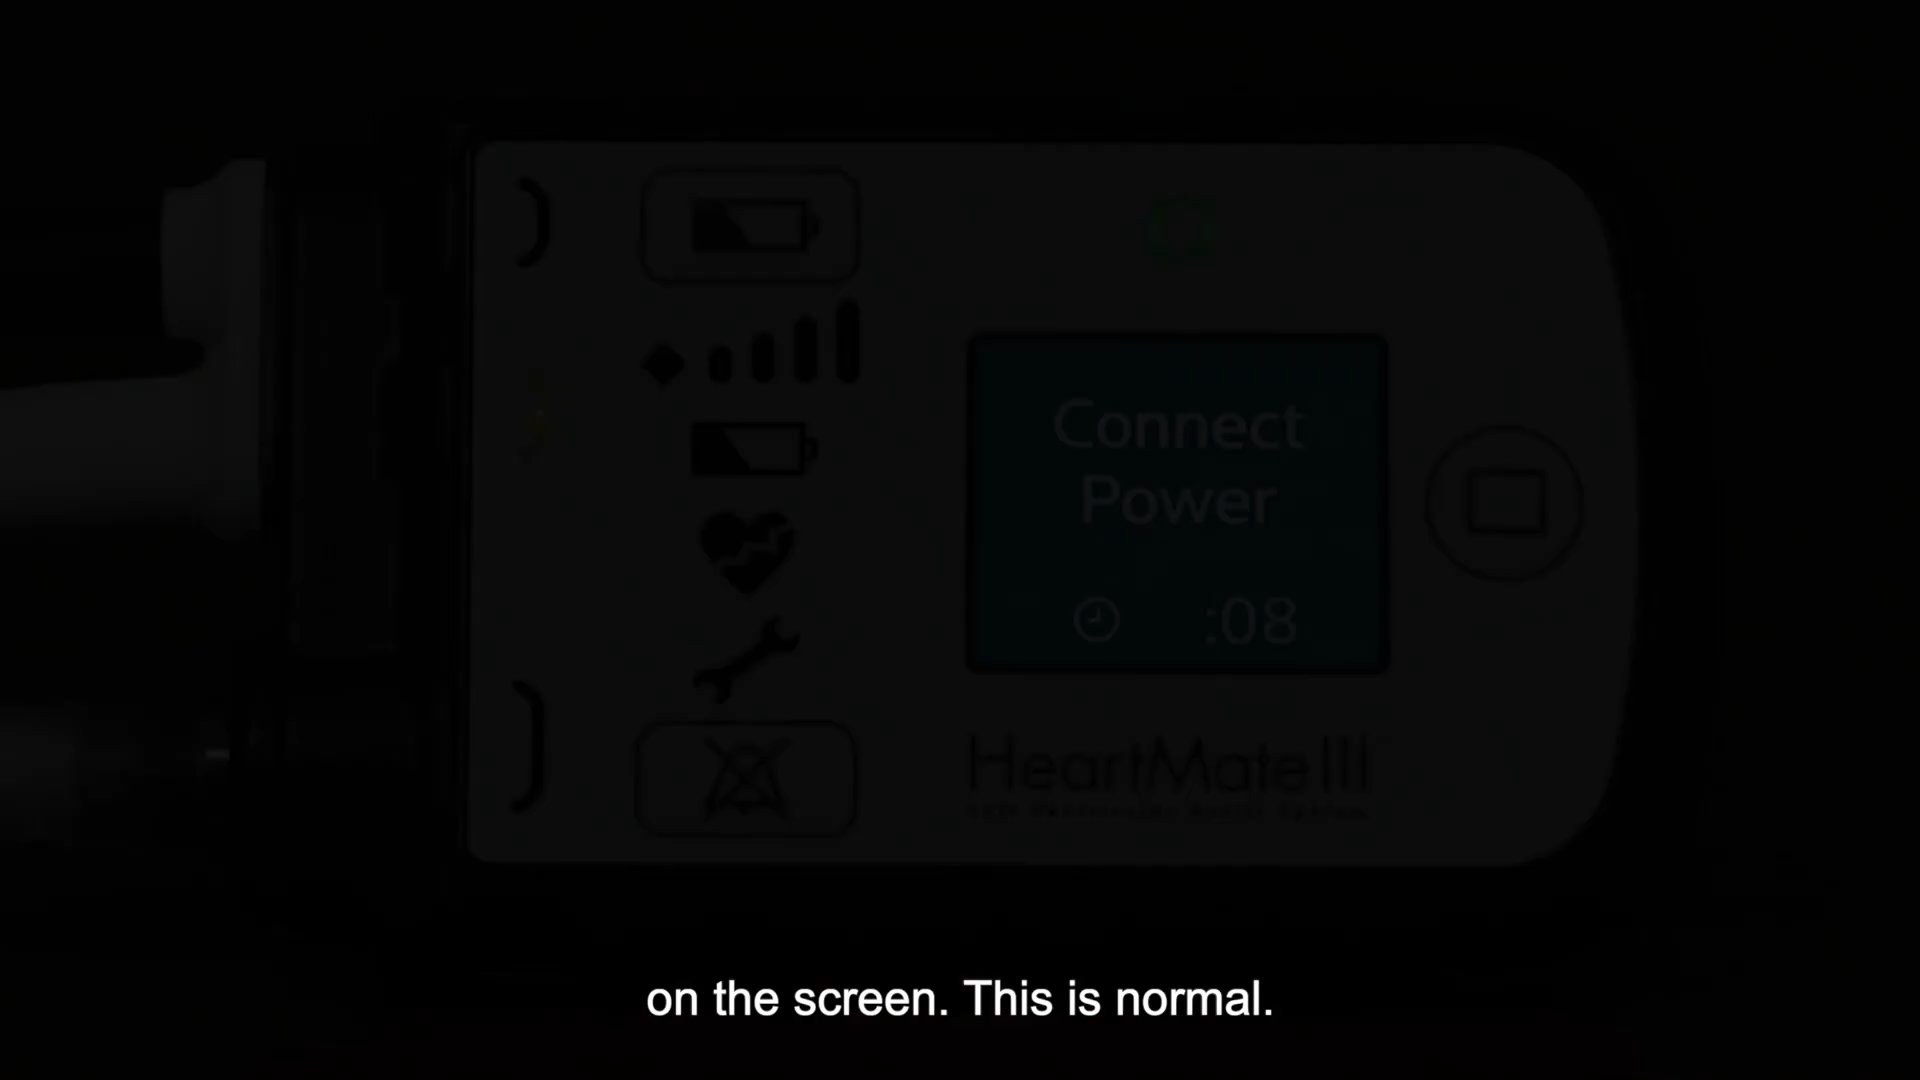 Connect
Power
:08
HeartMate III
on the screen. This is normal.